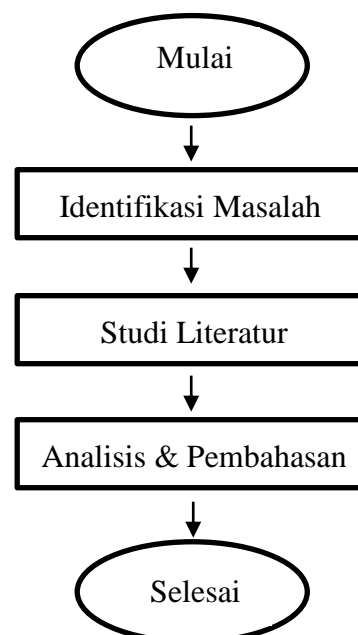 Mulai
Identifikasi Masalah
Studi Literatur
Analisis & Pembahasan
Selesai